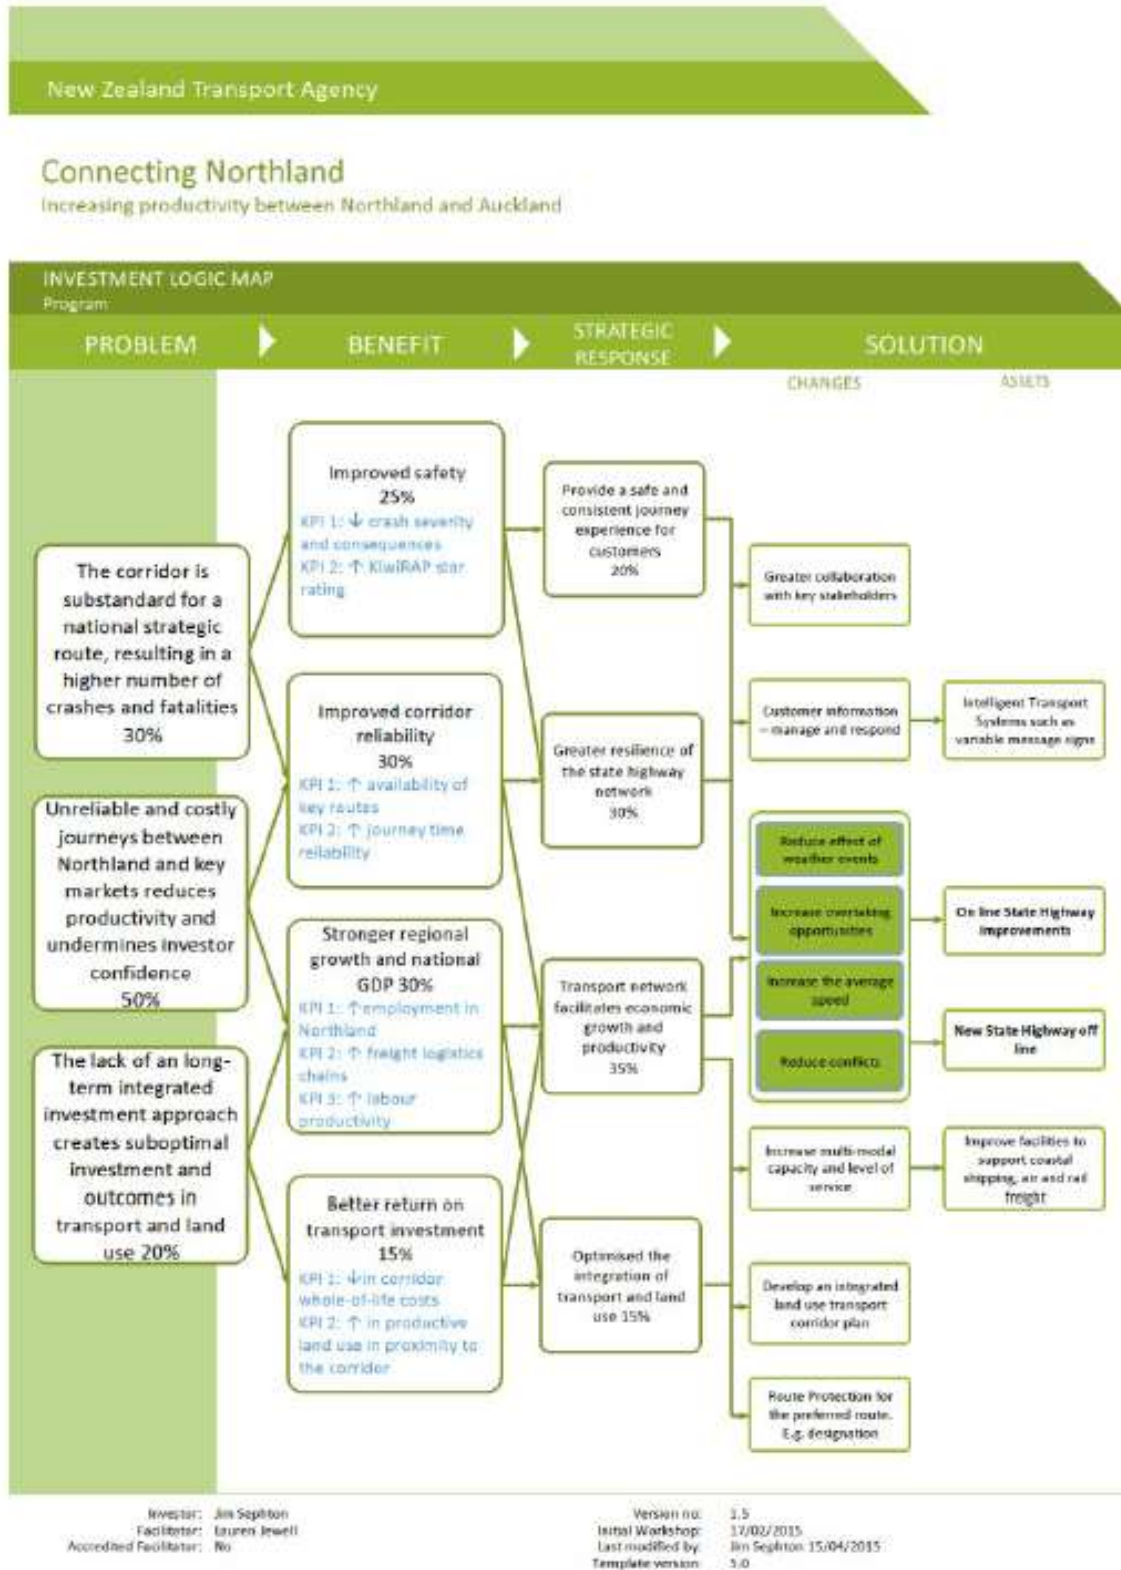 New Zealand Transport Agency
Connecting Northland
Increasing productivity between Northland and Auckland
INVESTMENT LOGIC MAP
Program
PROBLEM
BENEFIT
STRATEGIC
RESPONSE
SOLUTION
CHANGES
ASSETS
The corridor is
substandard for a
national strategic
route, resulting in a
higher number of
crashes and fatalities
30%
Unreliable and costly
journeys between
Northland and key
markets reduces
productivity and
undermines investor
confidence
50%
The lack of an long-
term integrated
investment approach
creates suboptimal
investment and
outcomes in
transport and land
use 20%
Improved safety
25%
KPI 1: ↓ crash severity
and consequences
KPI 2: ↑ KiwiRAP star
rating
Improved corridor
reliability
30%
KPI 1: ↑ availability of
key routes
KPI 2: ↑ journey time
reliability
Stronger regional
growth and national
GDP 30%
KPI 1: ↑employment in
Northland
KPI 2: ↑ freight logistics
chains
KPI 3: ↑ labour
productivity
Better return on
transport investment
15%
KPI 1: ↓in corridor
whole-of-life costs
KPI 2: ↑ in productive
land use in proximity to
the corridor
Provide a safe and
consistent journey
experience for
customers
20%
Greater resilience of
the state highway
network
30%
Transport network
facilitates economic
growth and
productivity
35%
Optimised the
integration of
transport and land
use 15%
Greater collaboration
with key stakeholders
Customer information
– manage and respond
Reduce effect of
weather events
Increase overtaking
opportunities
Increase the average
speed
Reduce conflicts
Increase multi-modal
capacity and level of
service
Develop an integrated
land use transport
corridor plan
Route Protection for
the preferred route.
E.g. designation
Intelligent Transport
Systems such as
variable message signs
On line State Highway
improvements
New State Highway off
line
Improve facilities to
support coastal
shipping, air and rail
freight
Investor: Jim Sephton
Facilitator: Lauren Jewell
Accredited Facilitator: No
Version no: 1.5
Initial Workshop: 17/02/2015
Last modified by: Jim Sephton 15/04/2015
Template version: 5.0